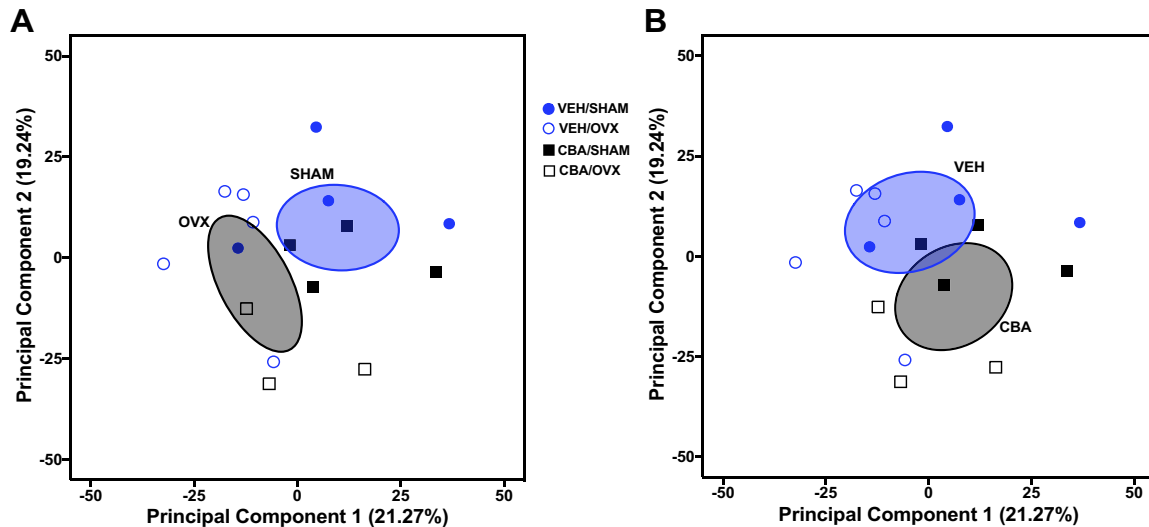 A
Principal Component 2 (19.24%)
50
25
0
-25
-50
SHAM
OVX
-50
-25
0
25
50
Principal Component 1 (21.27%)
VEH/SHAM
VEH/OVX
CBA/SHAM
CBA/OVX
B
Principal Component 2 (19.24%)
50
25
0
-25
-50
VEH
CBA
-50
-25
0
25
50
Principal Component 1 (21.27%)